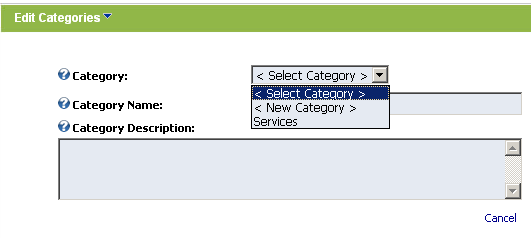 Edit Categories
Category:
< Select Category >
< Select Category >
< New Category >
Services
Category Name:
Category Description:
Cancel